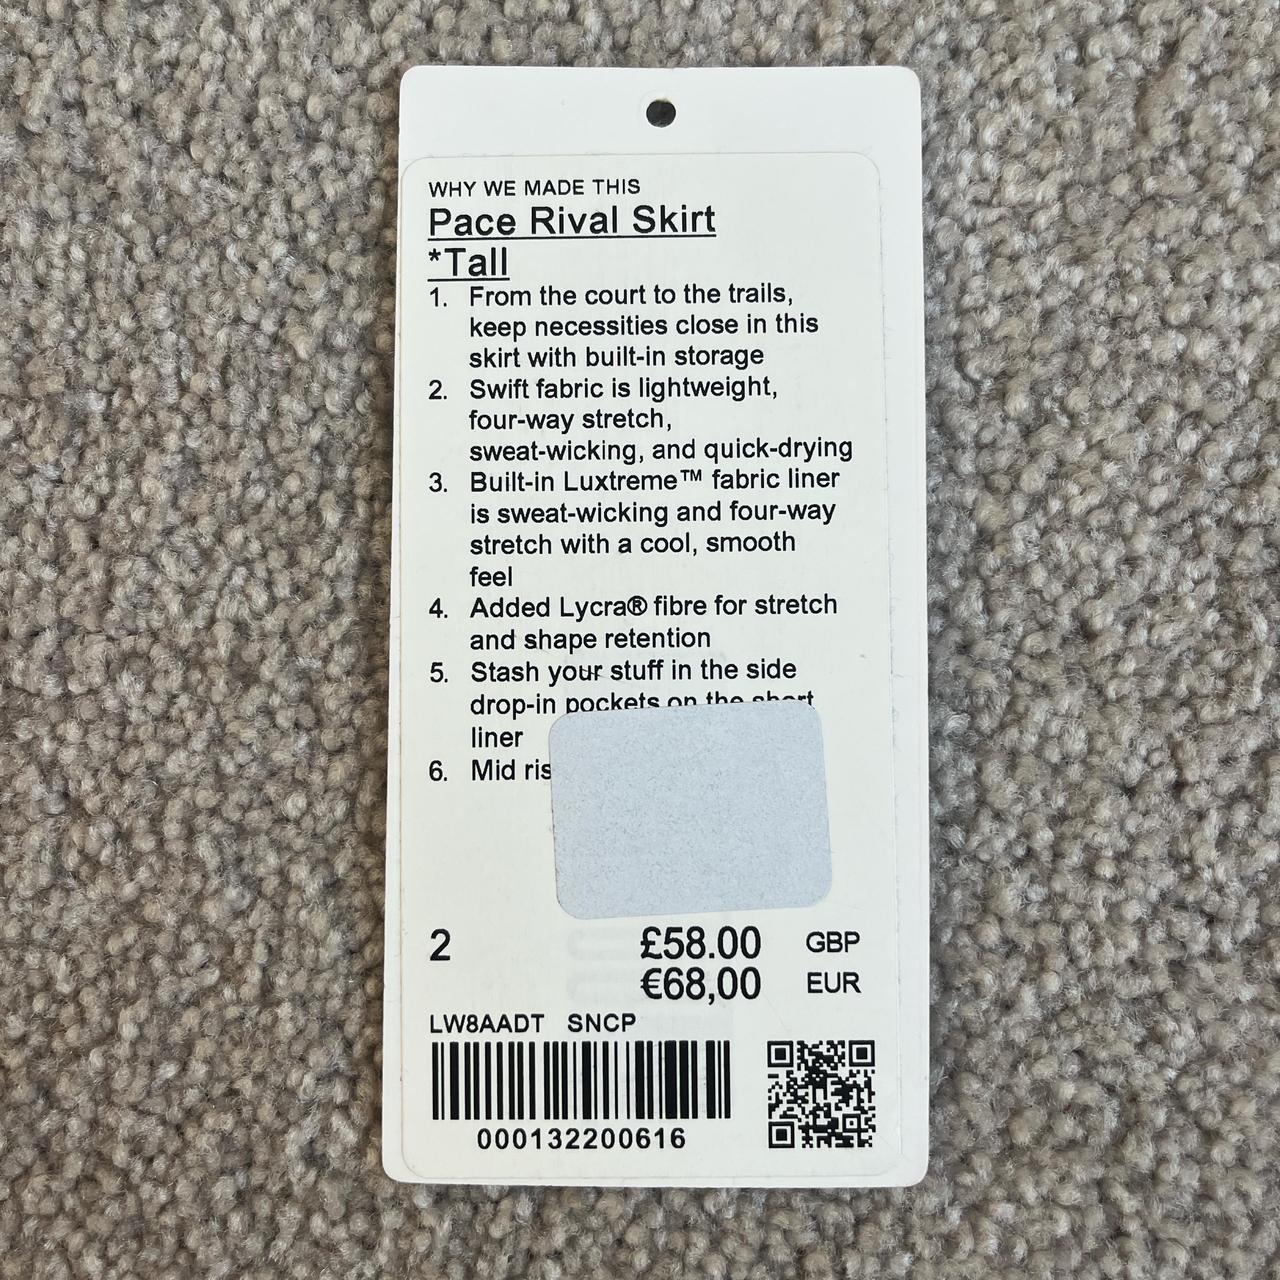 WHY WE MADE THIS
Pace Rival Skirt
*Tall
1. From the court to the trails,
keep necessities close in this
skirt with built-in storage
2. Swift fabric is lightweight,
four-way stretch,
sweat-wicking, and quick-drying
3. Built-in Luxtreme™ fabric liner
is sweat-wicking and four-way
stretch with a cool, smooth
feel
4. Added Lycra® fibre for stretch
and shape retention
5. Stash your stuff in the side
drop-in pockets on the short
liner
6. Mid
2 £58.00 GBP
€68,00 EUR
LW8AADT SNCP
000132200616